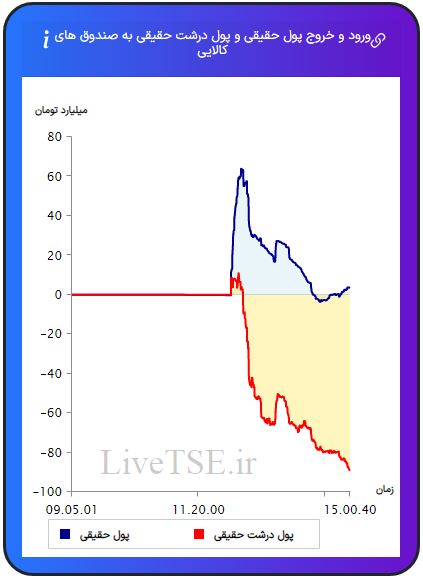 ورود و خروج پول حقیقی و پول درشت حقیقی به صندوق های
کالایی
میلیارد تومان
80
60
40
20
0
-20
-40
-60
-80
-100
LiveTSE.ir
زمان
09.05.01 11.20.00 15.00.40
پول حقیقی پول درشت حقیقی